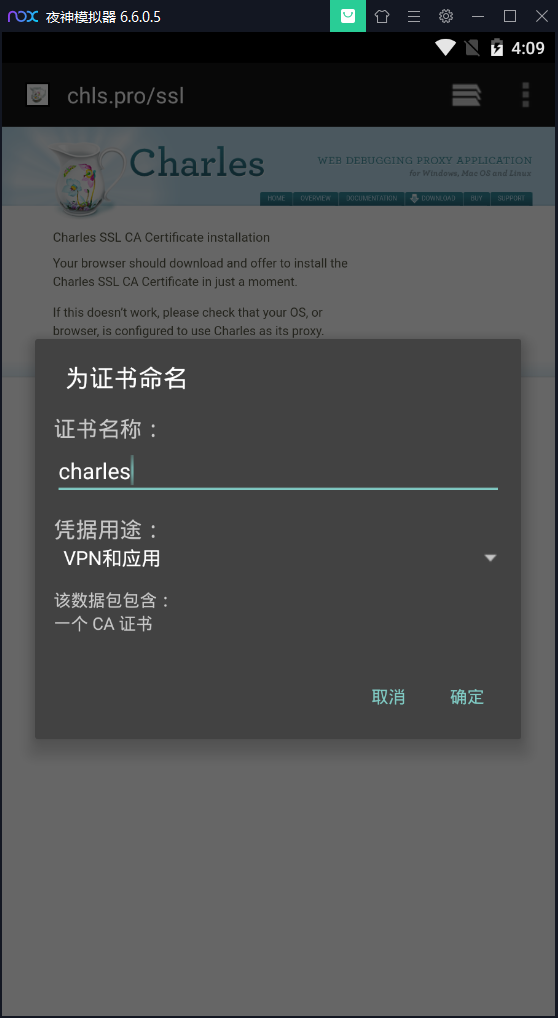 nox 夜神模拟器 6.6.0.5
4:09
chls.pro/ssl
Charles
WEB DEBUGGING PROXY APPLICATION
for Windows, Mac OS and Linux
HOME OVERVIEW DOCUMENTATION DOWNLOAD BUY SUPPORT
Charles SSL CA Certificate installation
Your browser should download and offer to install the
Charles SSL CA Certificate in just a moment.
If this doesn't work, please check that your OS, or
browser, is configured to use Charles as its proxy.
为证书命名
证书名称：
charles
凭据用途：
VPN和应用
该数据包包含：
一个 CA 证书
取消 确定